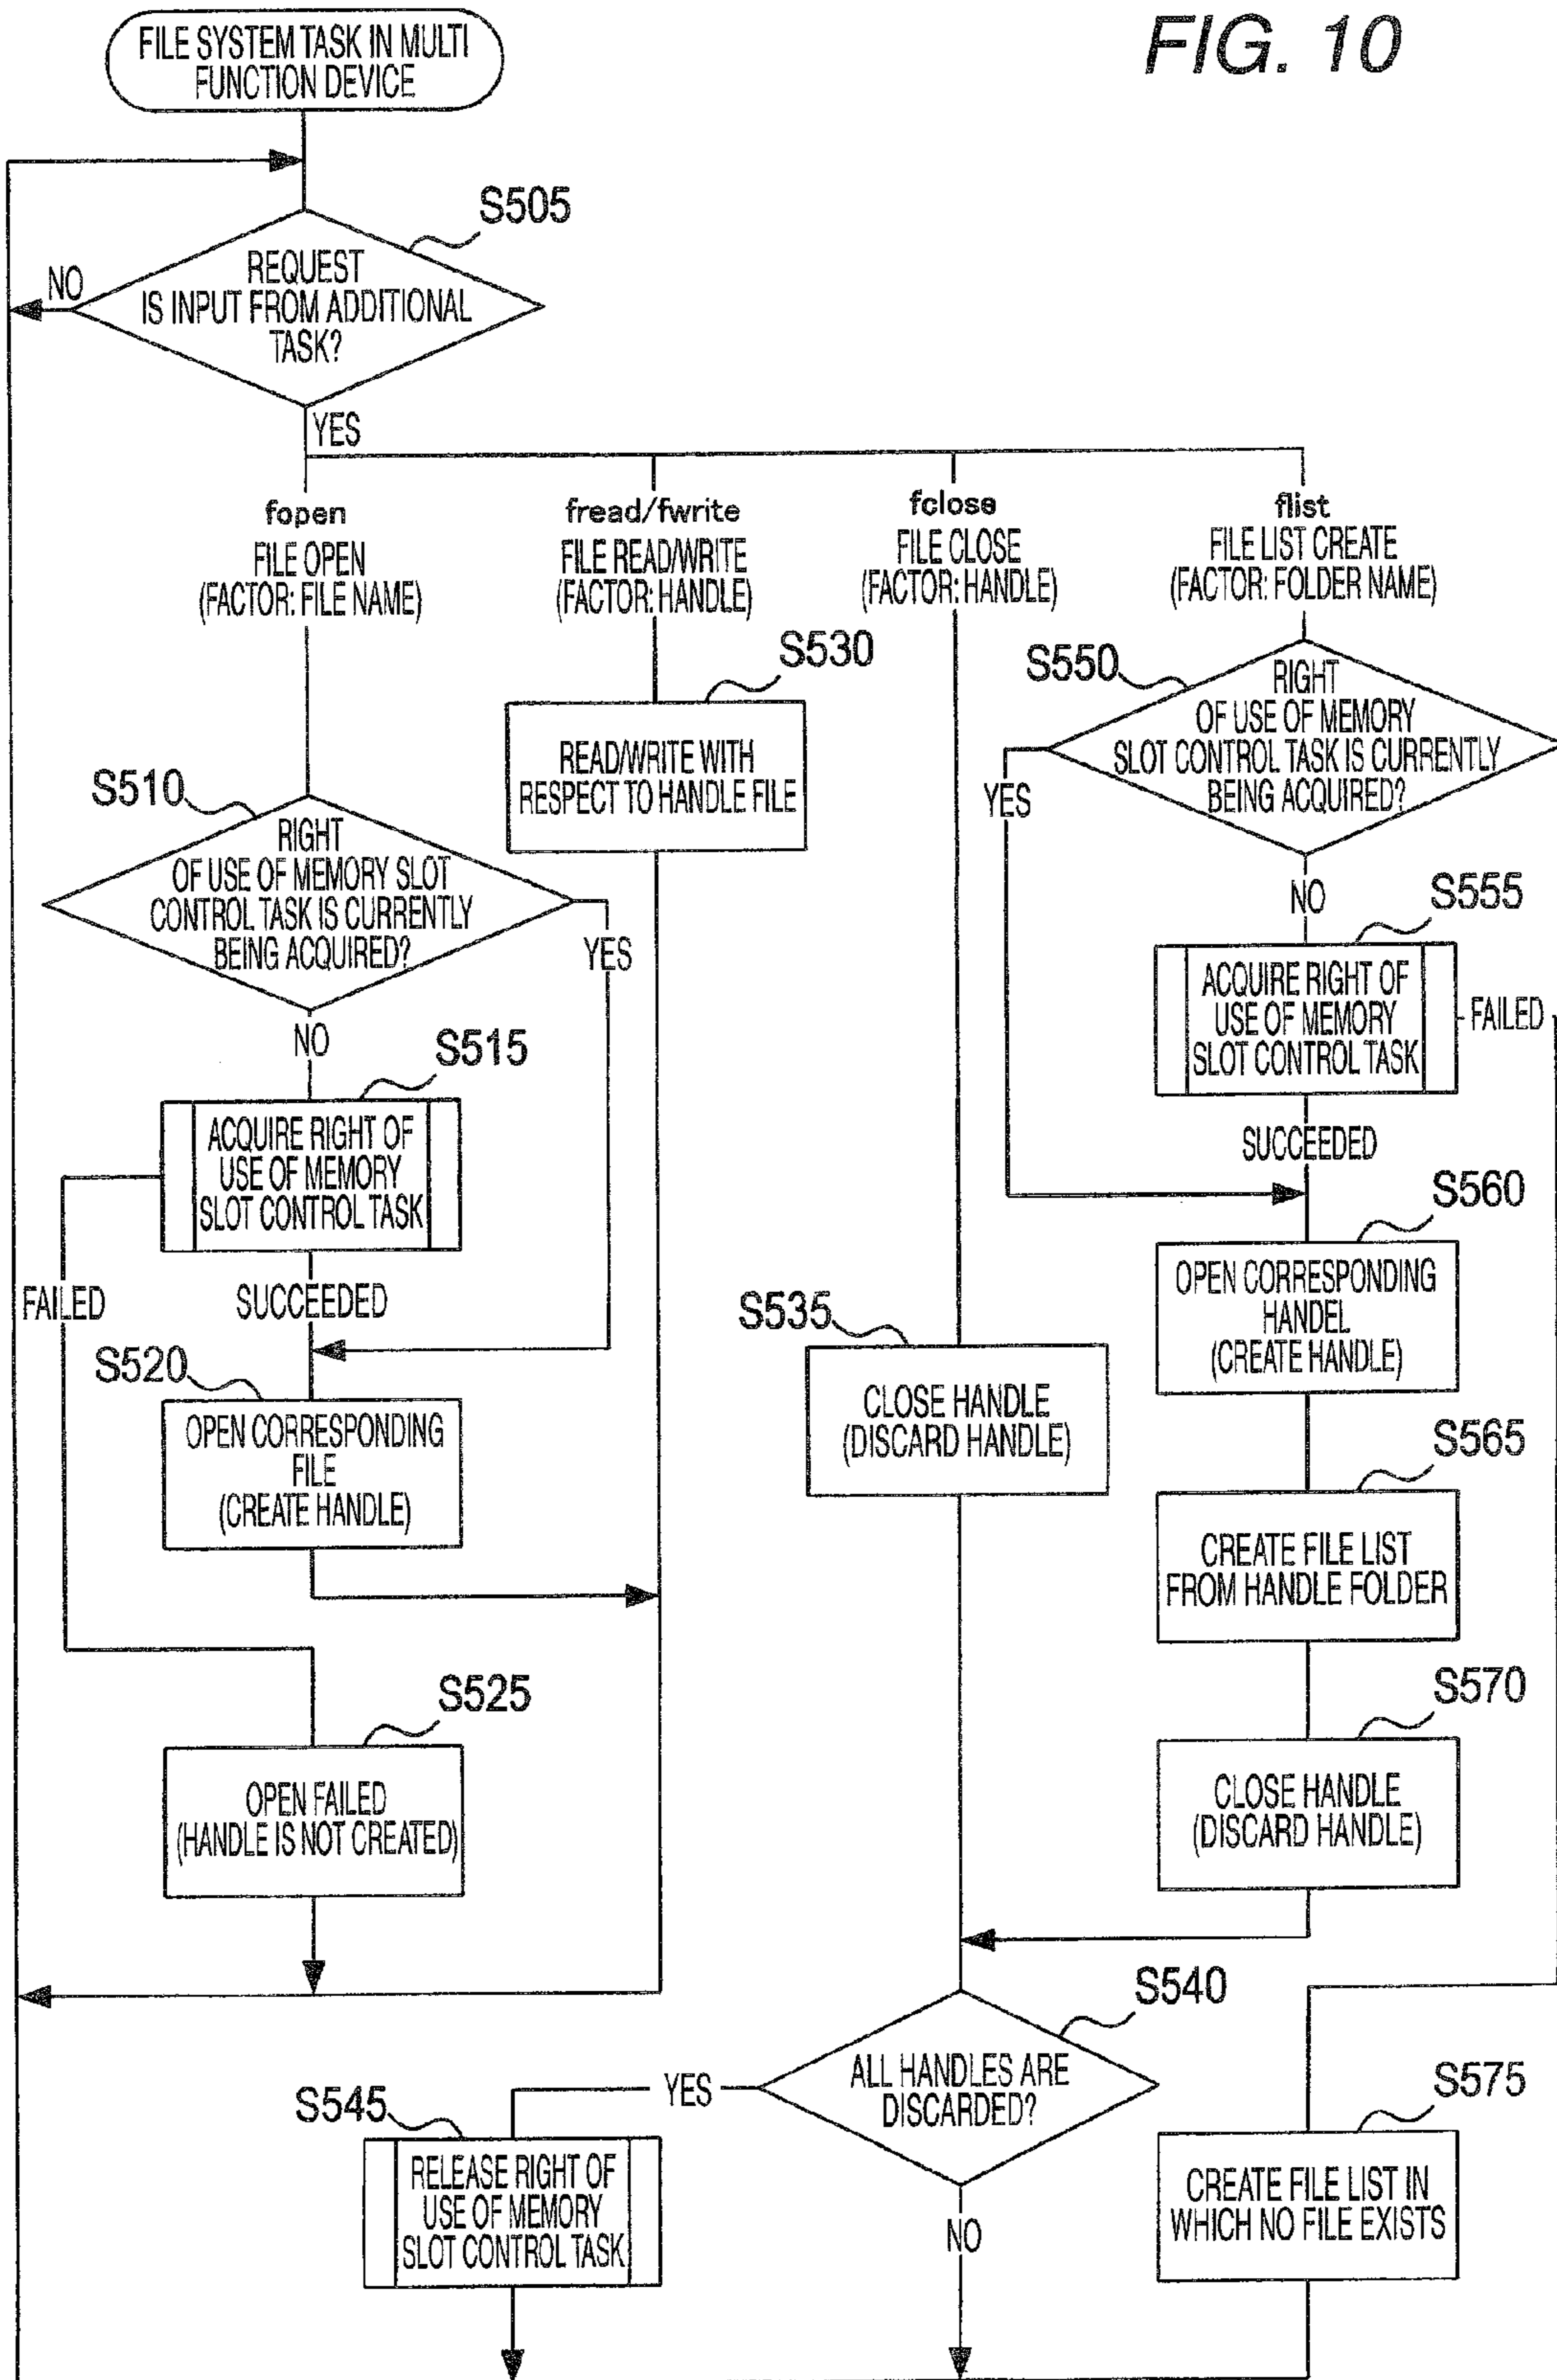 FIG. 10
FILE SYSTEM TASK IN MULTI
FUNCTION DEVICE
S505
REQUEST
IS INPUT FROM ADDITIONAL
TASK?
NO
YES
fopen
FILE OPEN
(FACTOR: FILE NAME)
fread/fwrite
FILE READ/WRITE
(FACTOR: HANDLE)
fclose
FILE CLOSE
(FACTOR: HANDLE)
flist
FILE LIST CREATE
(FACTOR: FOLDER NAME)
S510
RIGHT
OF USE OF MEMORY SLOT
CONTROL TASK IS CURRENTLY
BEING ACQUIRED?
YES
NO
S515
ACQUIRE RIGHT OF
USE OF MEMORY
SLOT CONTROL TASK
FAILED
SUCCEEDED
S520
OPEN CORRESPONDING
FILE
(CREATE HANDLE)
S525
OPEN FAILED
(HANDLE IS NOT CREATED)
S530
READ/WRITE WITH
RESPECT TO HANDLE FILE
S535
CLOSE HANDLE
(DISCARD HANDLE)
S550
RIGHT
OF USE OF MEMORY
SLOT CONTROL TASK IS CURRENTLY
BEING ACQUIRED?
YES
NO
S555
ACQUIRE RIGHT OF
USE OF MEMORY
SLOT CONTROL TASK
FAILED
SUCCEEDED
S560
OPEN CORRESPONDING
HANDEL
(CREATE HANDLE)
S565
CREATE FILE LIST
FROM HANDLE FOLDER
S570
CLOSE HANDLE
(DISCARD HANDLE)
S540
ALL HANDLES ARE
DISCARDED?
YES
NO
S545
RELEASE RIGHT OF
USE OF MEMORY
SLOT CONTROL TASK
S575
CREATE FILE LIST IN
WHICH NO FILE EXISTS